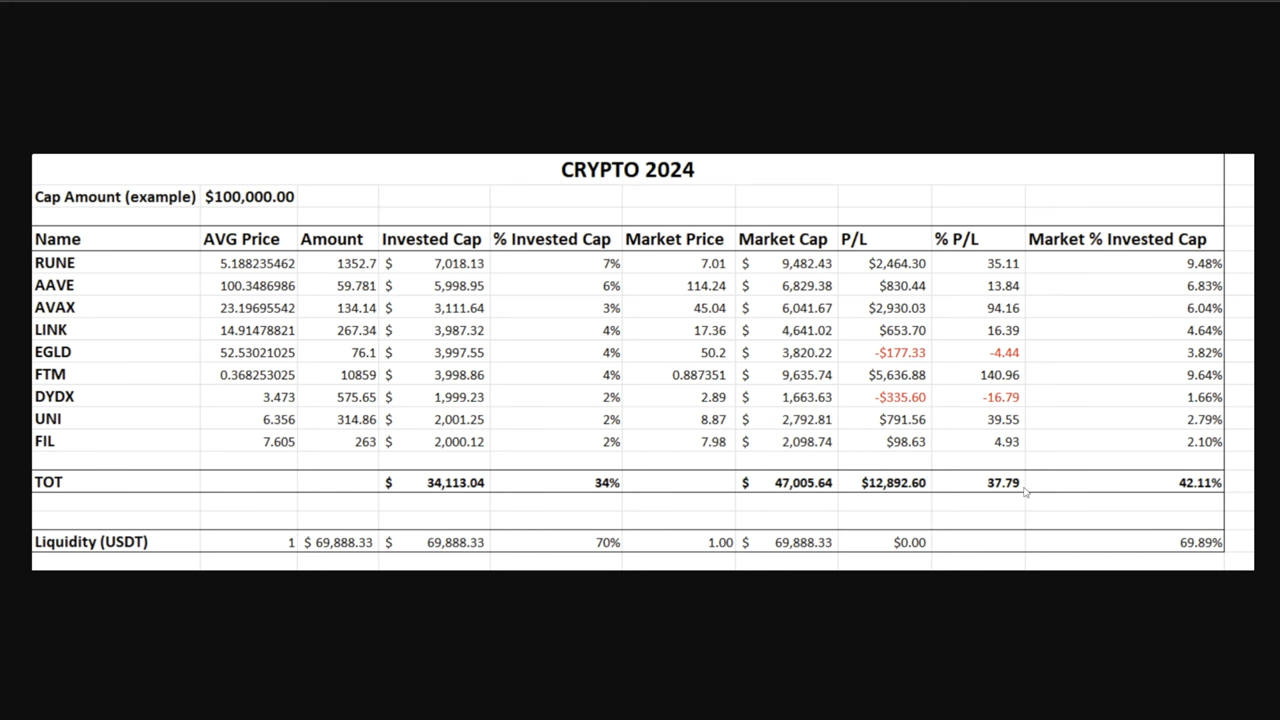 CRYPTO 2024
Cap Amount (example) $100,000.00
Name AVG Price Amount Invested Cap % Invested Cap Market Price Market Cap P/L % P/L Market % Invested Cap
RUNE 5.188235462 1352.7 $ 7,018.13 7% 7.01 $ 9,482.43 $2,464.30 35.11 9.48%
AAVE 100.3486986 59.781 $ 5,998.95 6% 114.24 $ 6,829.38 $830.44 13.84 6.83%
AVAX 23.19695542 134.14 $ 3,111.64 3% 45.04 $ 6,041.67 $2,930.03 94.16 6.04%
LINK 14.91478821 267.34 $ 3,987.32 4% 17.36 $ 4,641.02 $653.70 16.39 4.64%
EGLD 52.53021025 76.1 $ 3,997.55 4% 50.2 $ 3,820.22 -$177.33 -4.44 3.82%
FTM 0.368253025 10859 $ 3,998.86 4% 0.887351 $ 9,635.74 $5,636.88 140.96 9.64%
DYDX 3.473 575.65 $ 1,999.23 2% 2.89 $ 1,663.63 -$335.60 -16.79 1.66%
UNI 6.356 314.86 $ 2,001.25 2% 8.87 $ 2,792.81 $791.56 39.55 2.79%
FIL 7.605 263 $ 2,000.12 2% 7.98 $ 2,098.74 $98.63 4.93 2.10%
TOT $ 34,113.04 34% $ 47,005.64 $12,892.60 37.79 42.11%
Liquidity (USDT) 1 $ 69,888.33 $ 69,888.33 70% 1.00 $ 69,888.33 $0.00 69.89%